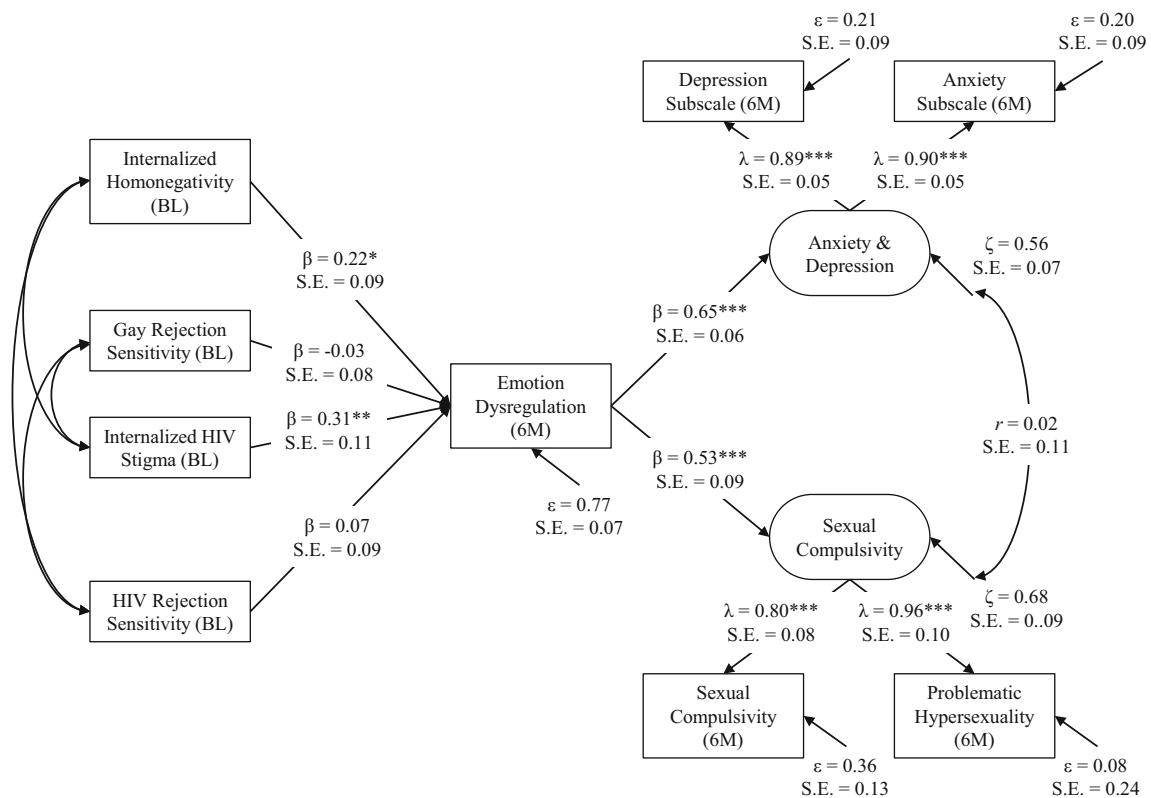 ε = 0.21
S.E. = 0.09
ε = 0.20
S.E. = 0.09
Depression
Subscale (6M)
Anxiety
Subscale (6M)
λ = 0.89***
S.E. = 0.05
λ = 0.90***
S.E. = 0.05
Internalized
Homonegativity
(BL)
Anxiety &
Depression
ζ = 0.56
S.E. = 0.07
β = 0.22*
S.E. = 0.09
Gay Rejection
Sensitivity (BL)
β = -0.03
S.E. = 0.08
β = 0.65***
S.E. = 0.06
Emotion
Dysregulation
(6M)
Internalized HIV
Stigma (BL)
β = 0.31**
S.E. = 0.11
r = 0.02
S.E. = 0.11
β = 0.53***
S.E. = 0.09
ε = 0.77
S.E. = 0.07
β = 0.07
S.E. = 0.09
Sexual
Compulsivity
HIV Rejection
Sensitivity (BL)
ζ = 0.68
S.E. = 0..09
λ = 0.80***
S.E. = 0.08
λ = 0.96***
S.E. = 0.10
Sexual
Compulsivity
(6M)
Problematic
Hypersexuality
(6M)
ε = 0.36
S.E. = 0.13
ε = 0.08
S.E. = 0.24